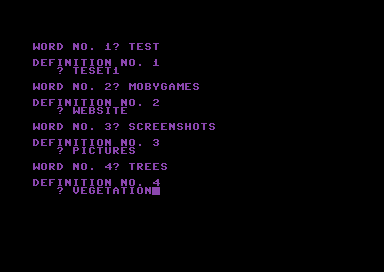 WORD NO. 1? TEST
DEFINITION NO. 1
? TESET1
WORD NO. 2? MOBYGAMES
DEFINITION NO. 2
? WEBSITE
WORD NO. 3? SCREENSHOTS
DEFINITION NO. 3
? PICTURES
WORD NO. 4? TREES
DEFINITION NO. 4
? VEGETATION